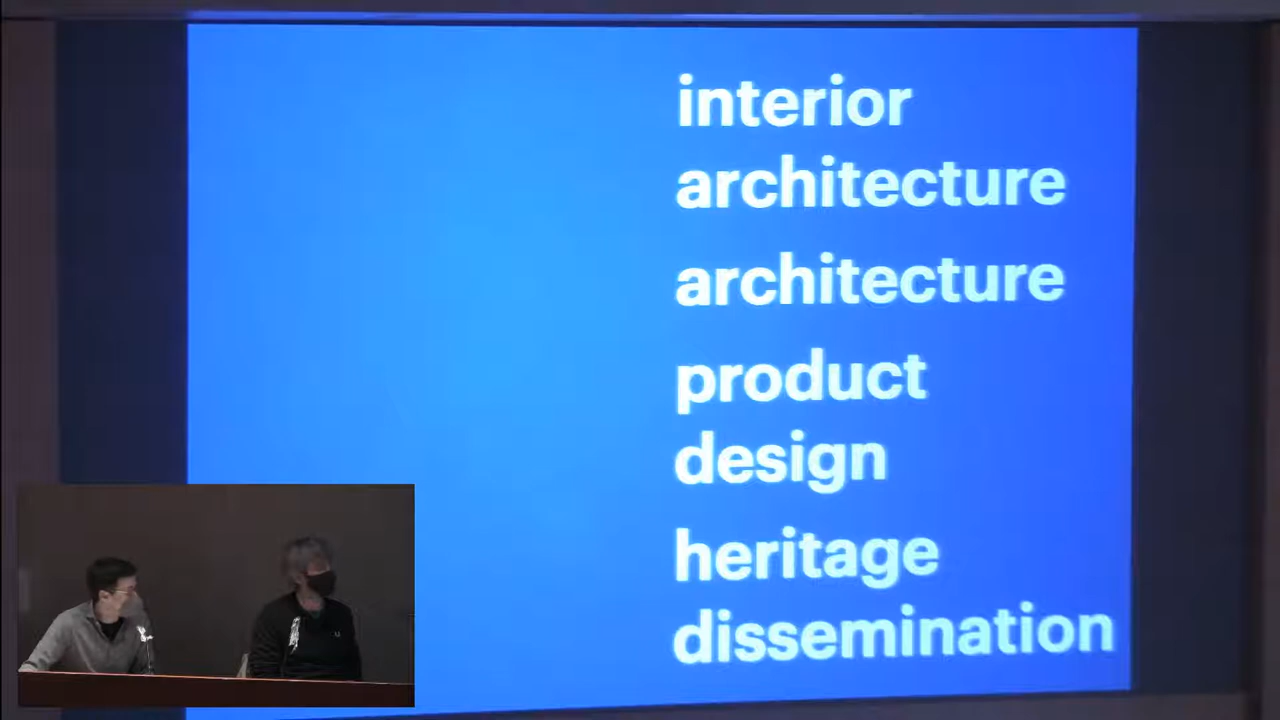 interior
architecture
architecture
product
design
heritage
dissemination